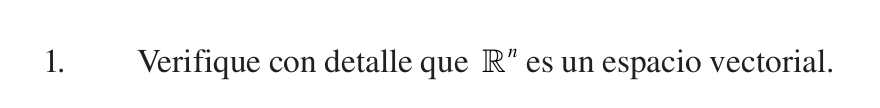 1. Verifique con detalle que ℝⁿ es un espacio vectorial.